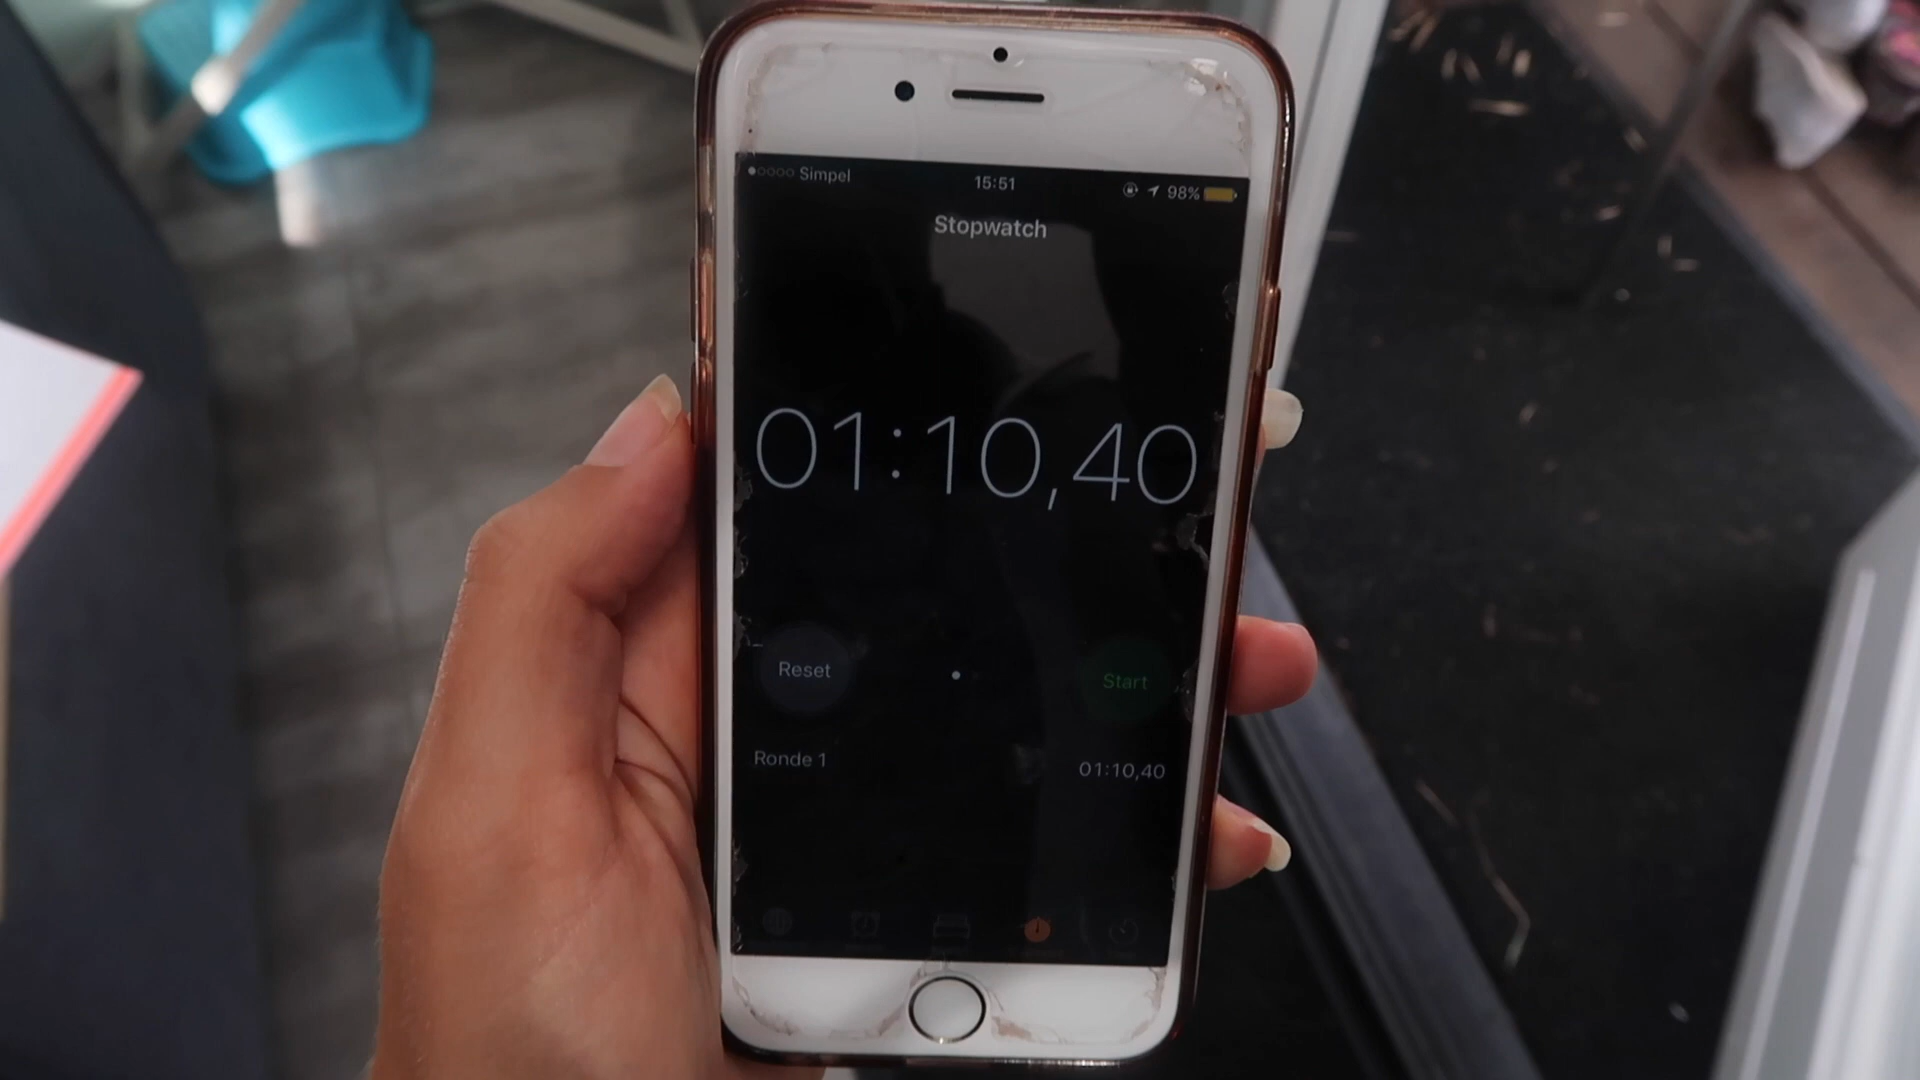 Simpel 15:51 98%
Stopwatch
01:10,40
Reset Start
Ronde 1 01:10,40